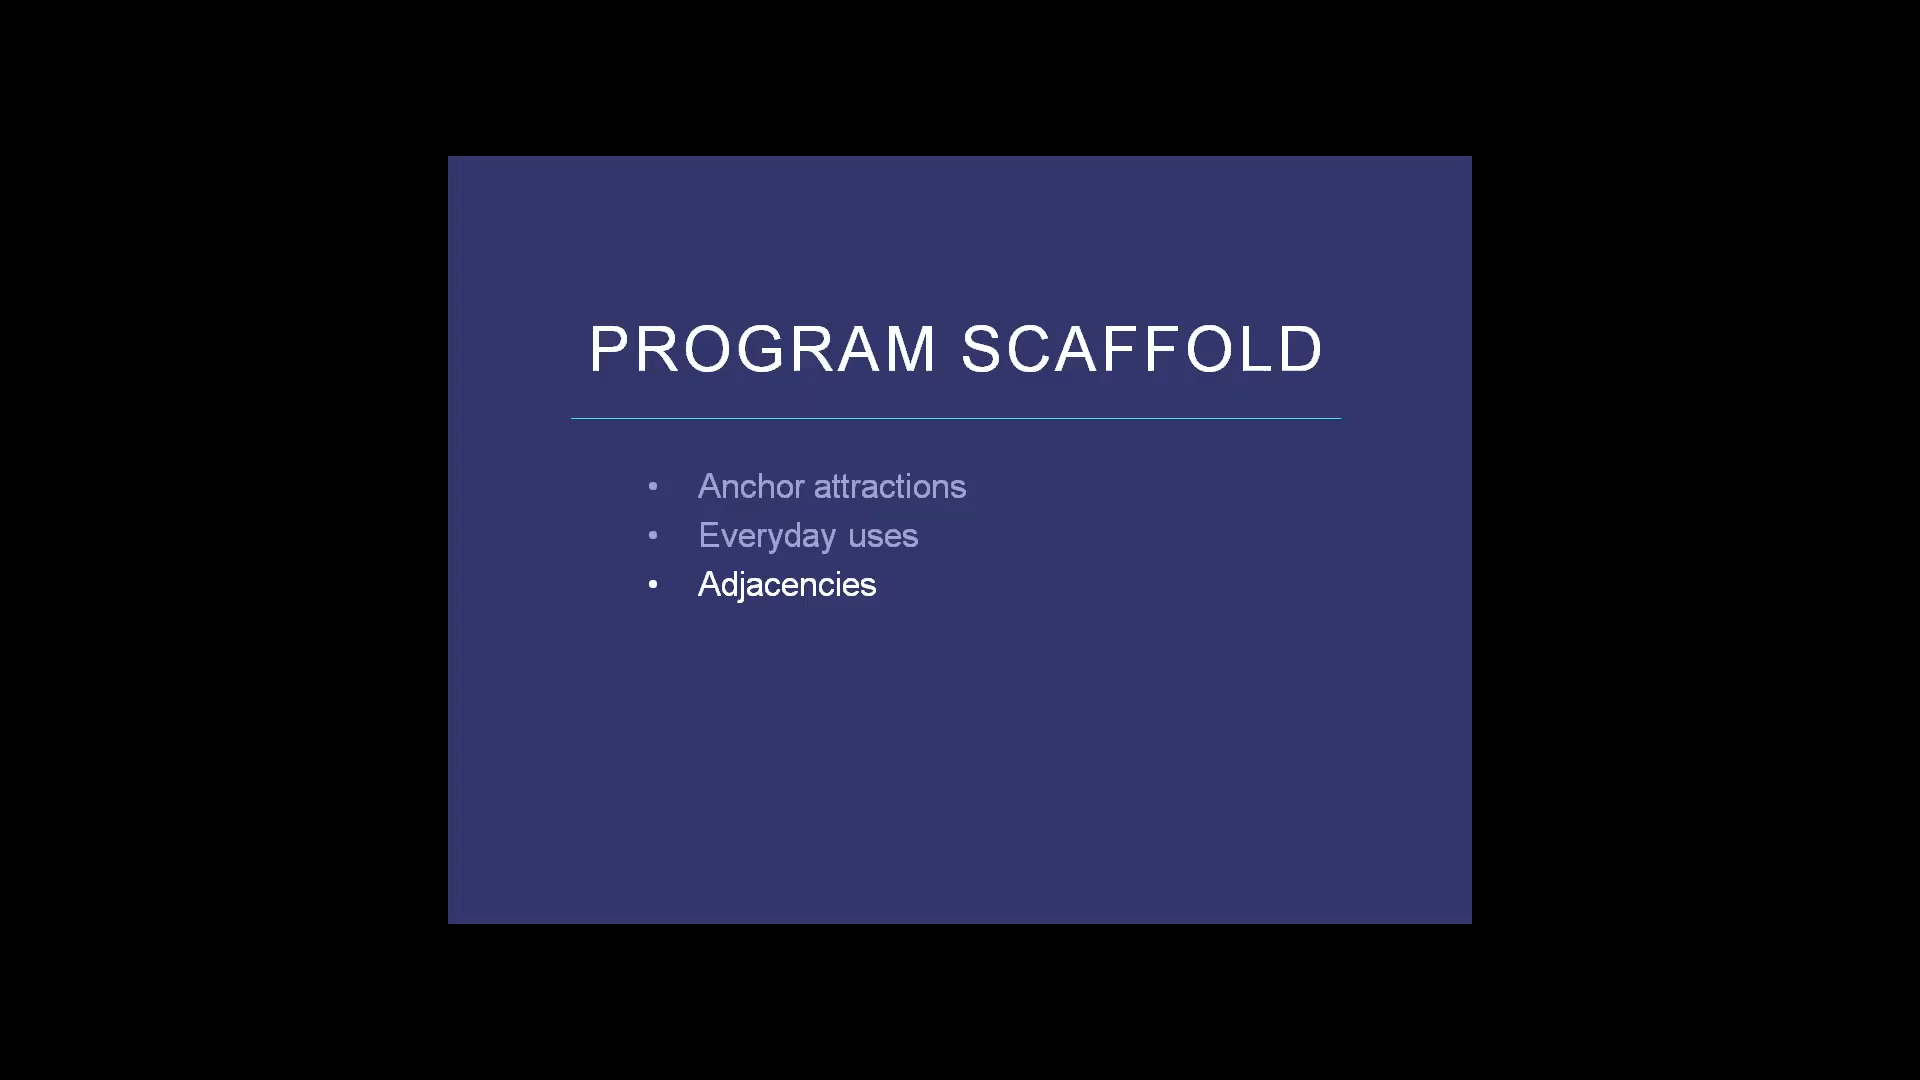 PROGRAM SCAFFOLD
• Anchor attractions
• Everyday uses
• Adjacencies